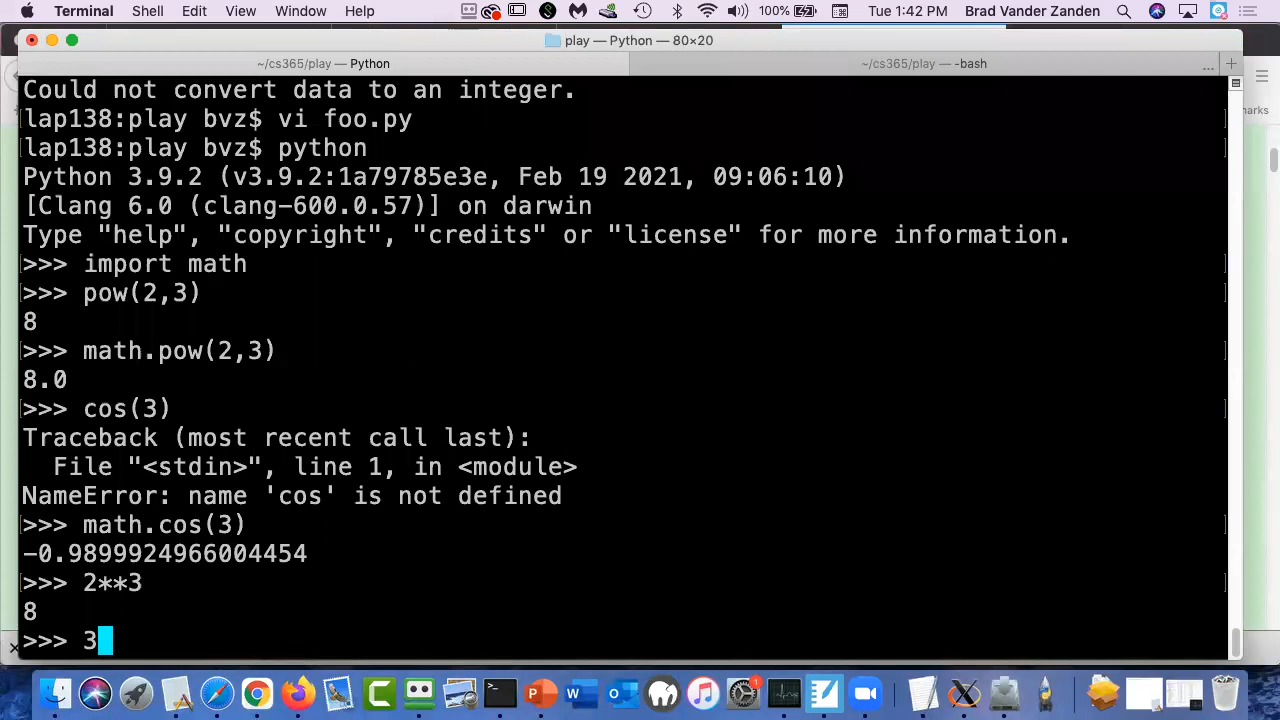 Terminal Shell Edit View Window Help 100% Tue 1:42 PM Brad Vander Zanden
play — Python — 80×20
~/cs365/play — Python ~/cs365/play — -bash ... +
Could not convert data to an integer.
lap138:play bvz$ vi foo.py
lap138:play bvz$ python
Python 3.9.2 (v3.9.2:1a79785e3e, Feb 19 2021, 09:06:10)
[Clang 6.0 (clang-600.0.57)] on darwin
Type "help", "copyright", "credits" or "license" for more information.
>>> import math
>>> pow(2,3)
8
>>> math.pow(2,3)
8.0
>>> cos(3)
Traceback (most recent call last):
  File "<stdin>", line 1, in <module>
NameError: name 'cos' is not defined
>>> math.cos(3)
-0.9899924966004454
>>> 2**3
8
>>> 3